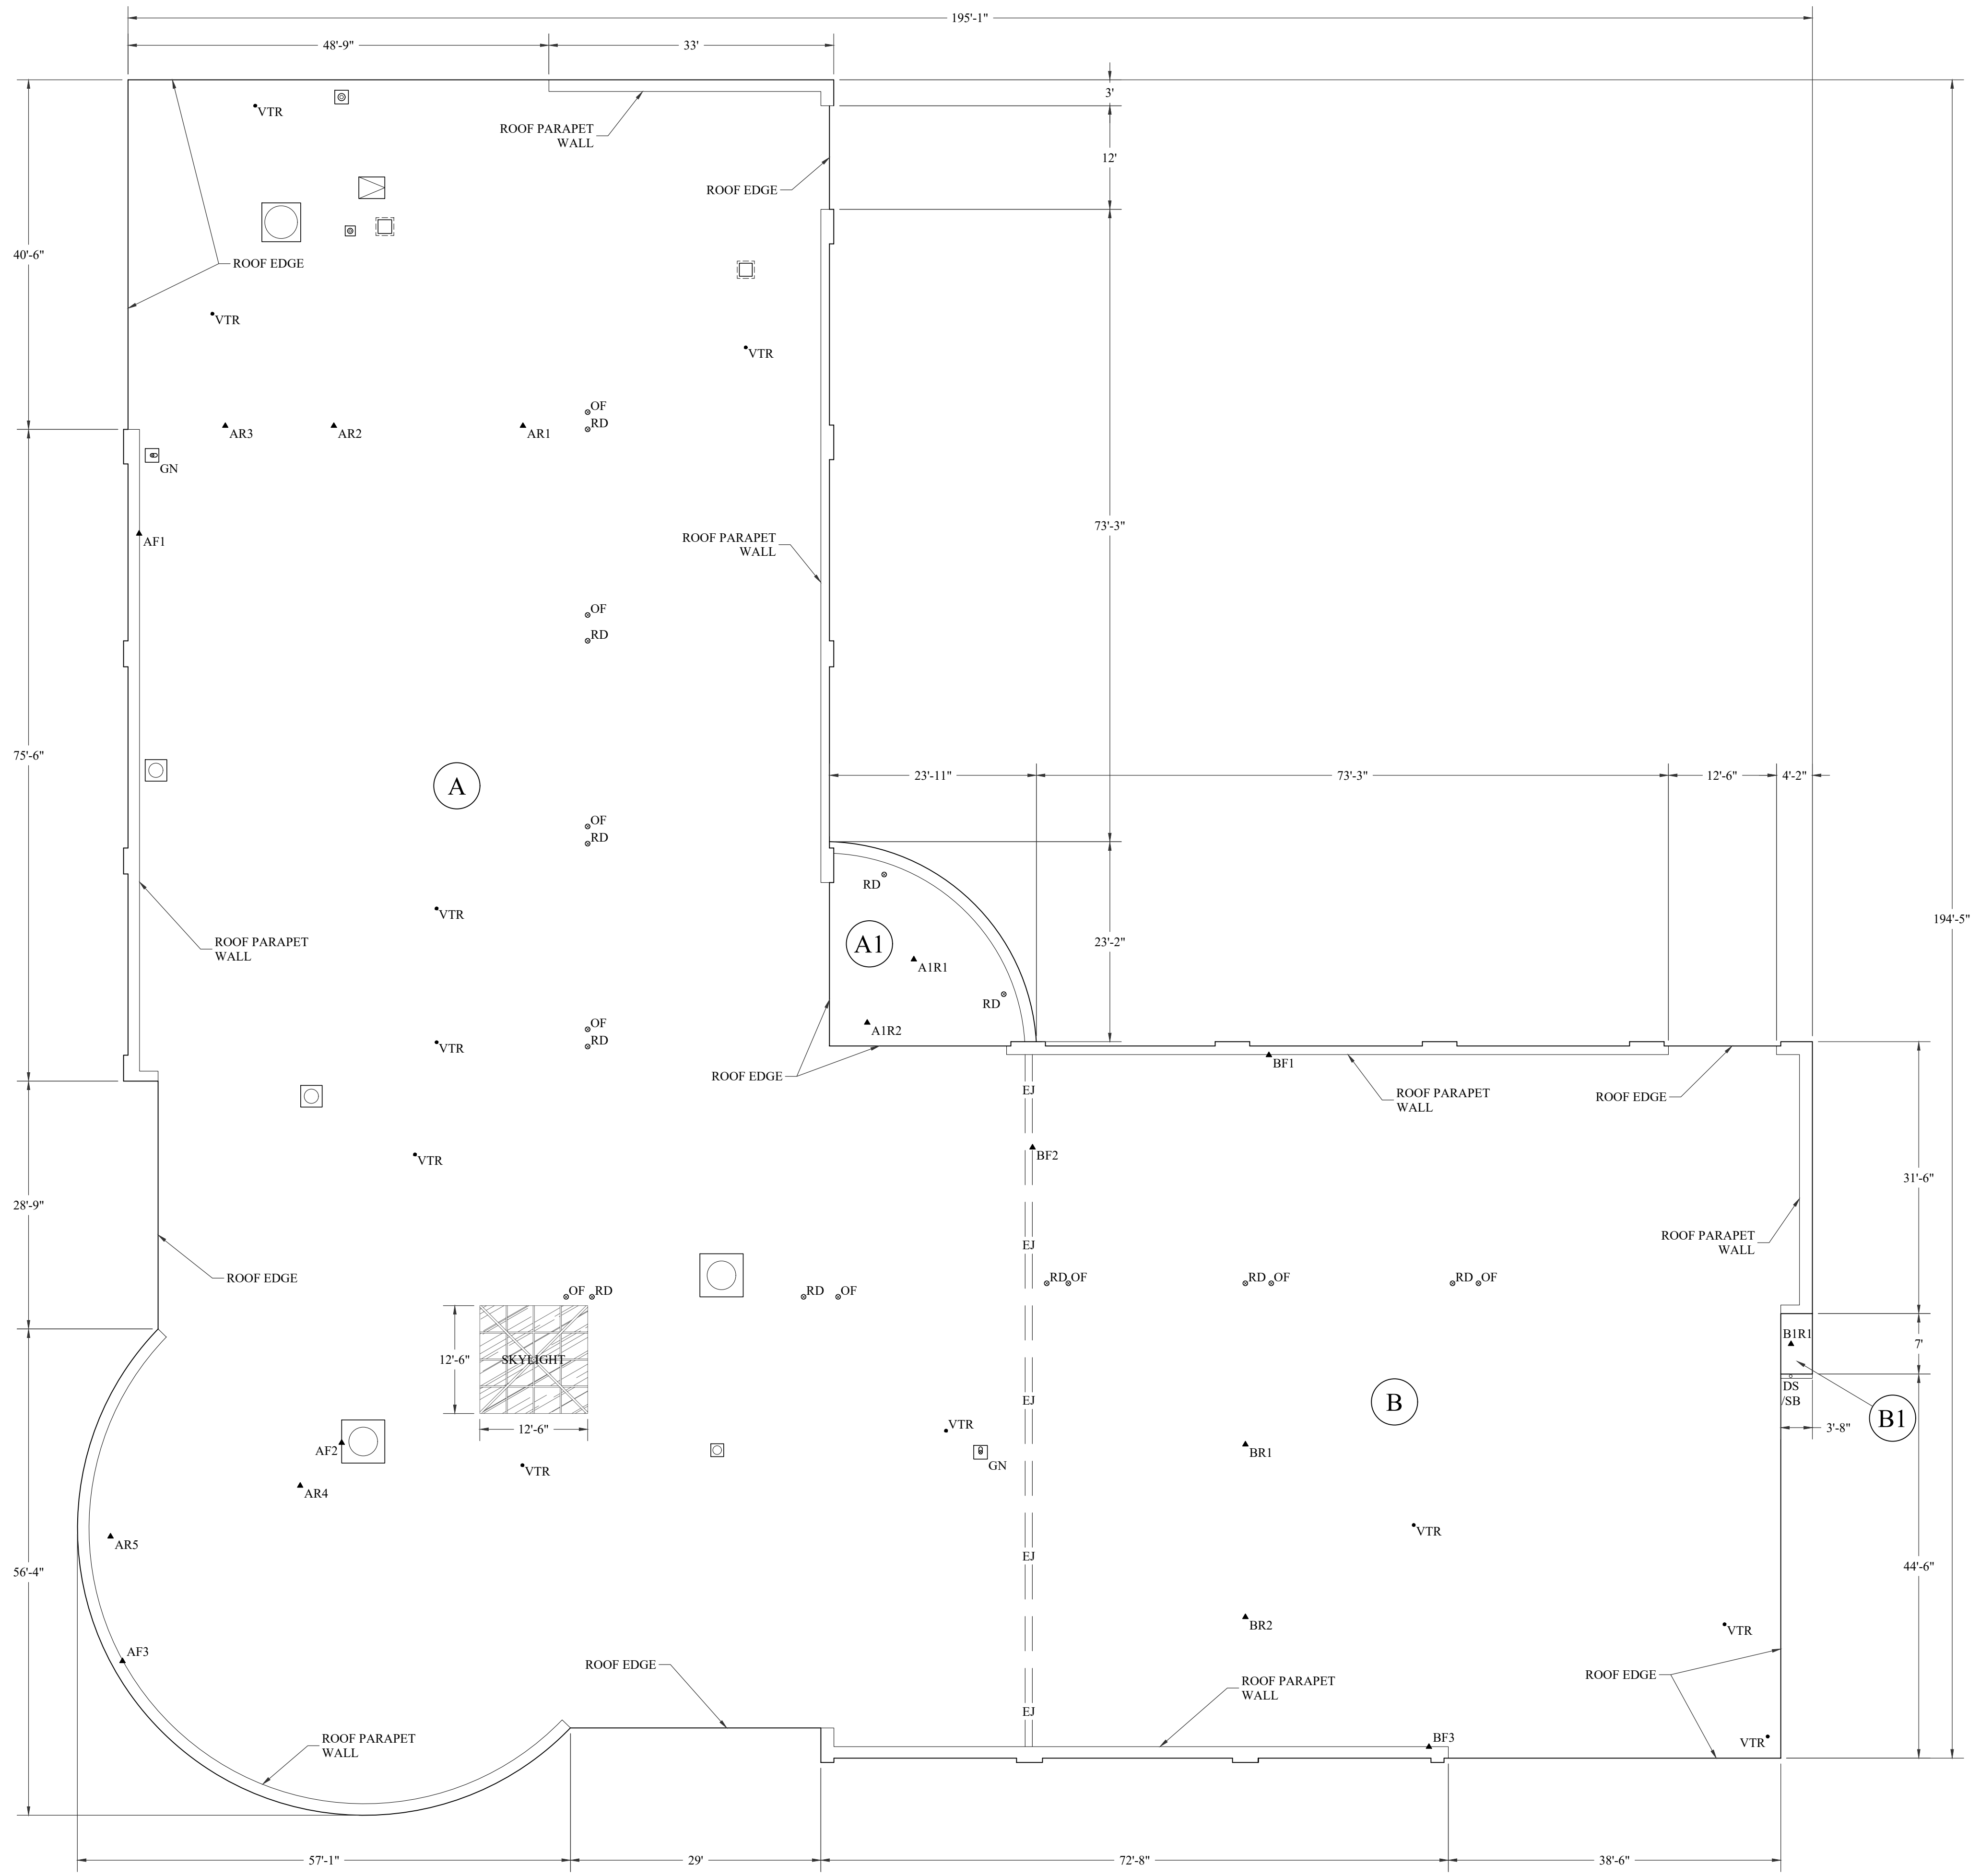 195'-1"
48'-9"
33'
3'
VTR
ROOF PARAPET
WALL
12'
ROOF EDGE
40'-6"
ROOF EDGE
VTR
VTR
OF
RD
AR3
AR2
AR1
GN
73'-3"
AF1
ROOF PARAPET
WALL
OF
RD
75'-6"
A
23'-11"
73'-3"
12'-6"
4'-2"
OF
RD
RD
VTR
194'-5"
ROOF PARAPET
WALL
A1
23'-2"
A1R1
RD
OF
A1R2
VTR
RD
ROOF EDGE
BF1
EJ
ROOF PARAPET
WALL
ROOF EDGE
VTR
BF2
28'-9"
31'-6"
ROOF PARAPET
WALL
EJ
ROOF EDGE
OF
RD
RD
OF
RD
OF
RD
OF
RD
OF
B1R1
7'
12'-6"
SKYLIGHT
DS
/SB
EJ
B
B1
12'-6"
VTR
3'-8"
AF2
GN
BR1
VTR
AR4
VTR
AR5
EJ
56'-4"
44'-6"
BR2
VTR
AF3
ROOF EDGE
ROOF PARAPET
WALL
ROOF EDGE
EJ
ROOF PARAPET
WALL
BF3
VTR
57'-1"
29'
72'-8"
38'-6"